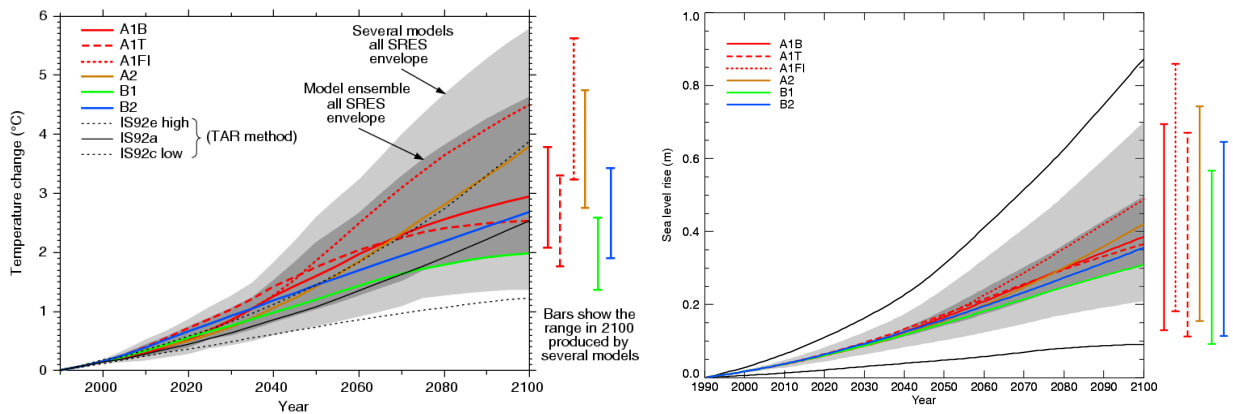 6
5
4
3
2
1
0
Temperature change (°C)
A1B
A1T
A1FI
A2
B1
B2
IS92e high
IS92a
IS92c low
(TAR method)
Several models
all SRES
envelope
Model ensemble
all SRES
envelope
2000
2020
2040
2060
2080
2100
Year
Bars show the
range in 2100
produced by
several models
1.0
0.8
0.6
0.4
0.2
0.0
Sea level rise (m)
A1B
A1T
A1FI
A2
B1
B2
1990
2000
2010
2020
2030
2040
2050
2060
2070
2080
2090
2100
Year